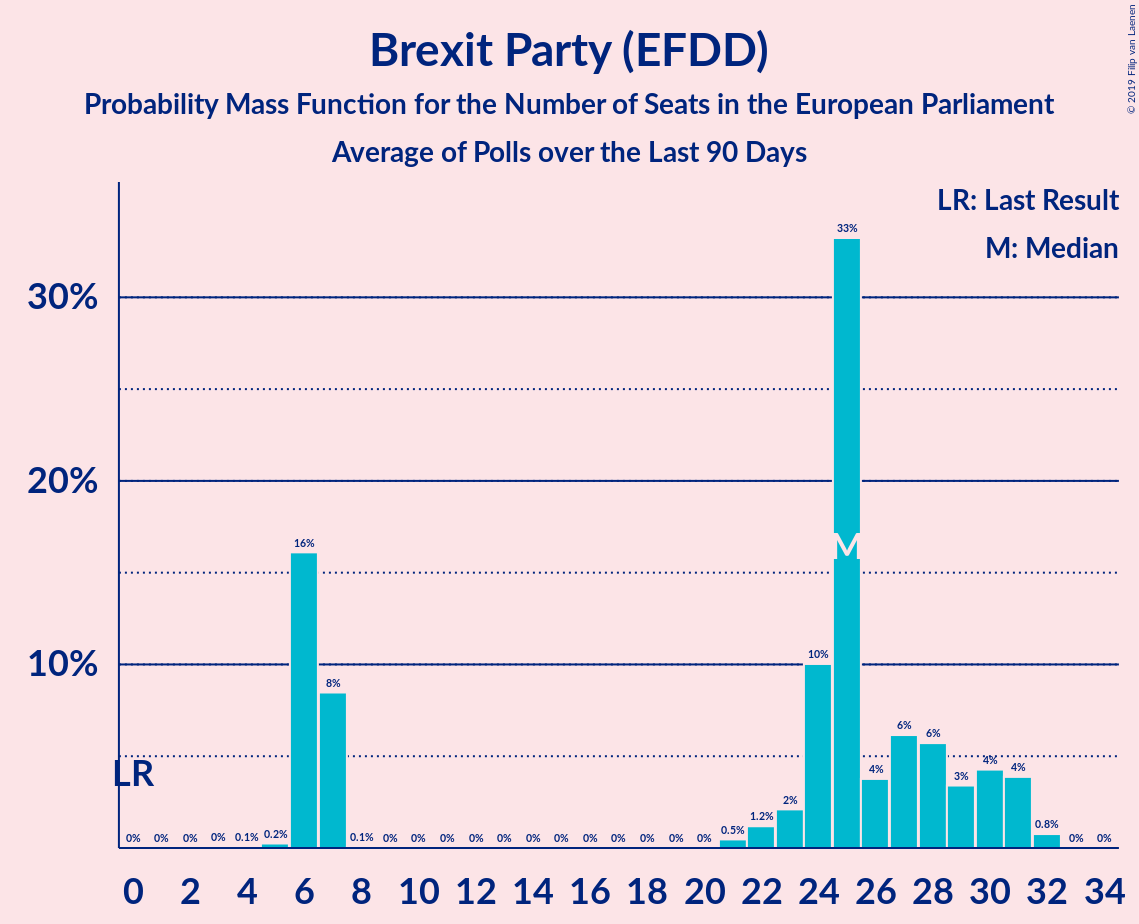 Brexit Party (EFDD)
Probability Mass Function for the Number of Seats in the European Parliament
Average of Polls over the Last 90 Days
© 2019 Filip van Laenen
LR: Last Result
M: Median
30%
20%
10%
0% 0% 0% 0% 0.1% 0.2% 16% 8% 0.1% 0% 0% 0% 0% 0% 0% 0% 0% 0% 0% 0% 0% 0.5% 1.2% 2% 10% 33% 4% 6% 6% 3% 4% 4% 0.8% 0% 0%
M
LR
0 2 4 6 8 10 12 14 16 18 20 22 24 26 28 30 32 34